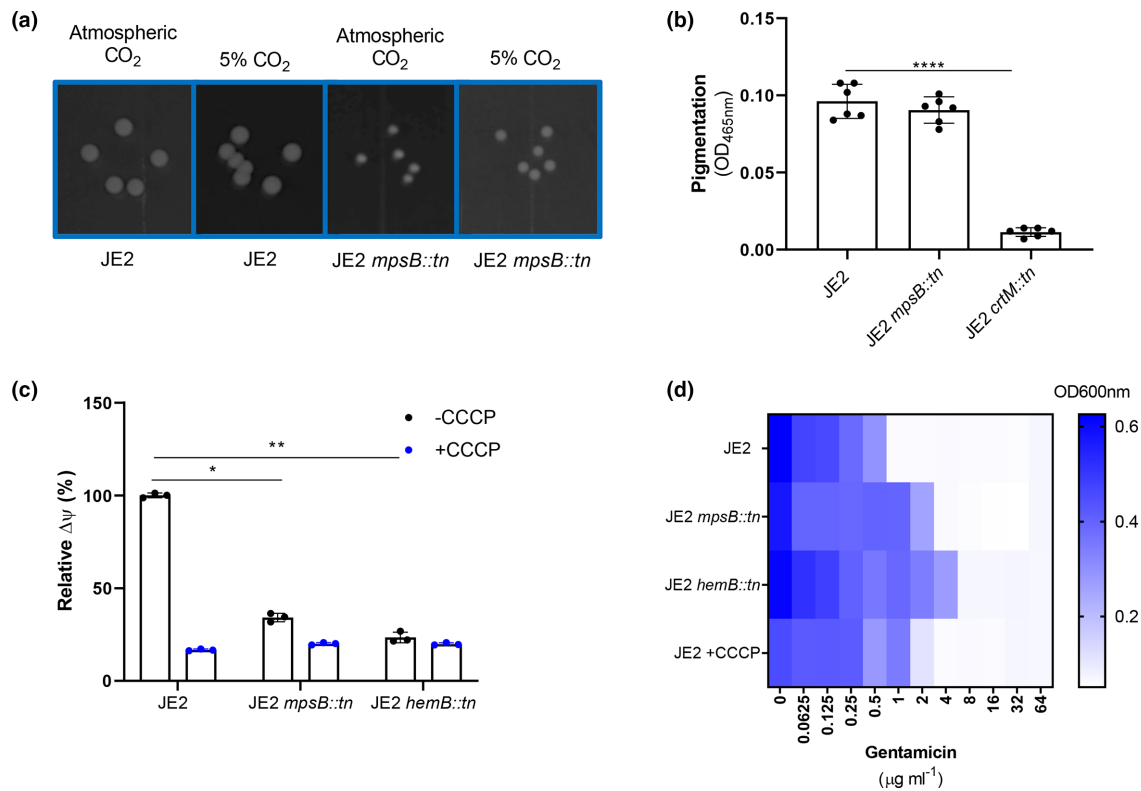 (a)
Atmospheric
CO₂
5% CO₂
Atmospheric
CO₂
5% CO₂
JE2
JE2
JE2 mpsB::tn
JE2 mpsB::tn
(b)
Pigmentation
(OD₄₆₅ₙₘ)
0.15
0.10
0.05
0.00
****
JE2
JE2 mpsB::tn
JE2 crtM::tn
(c)
Relative Δψ (%)
150
100
50
0
-CCCP
+CCCP
**
*
JE2
JE2 mpsB::tn
JE2 hemB::tn
(d)
OD600nm
JE2
JE2 mpsB::tn
JE2 hemB::tn
JE2 +CCCP
0.6
0.4
0.2
0
0.0625
0.125
0.25
0.5
1
2
4
8
16
32
64
Gentamicin
(μg ml⁻¹)